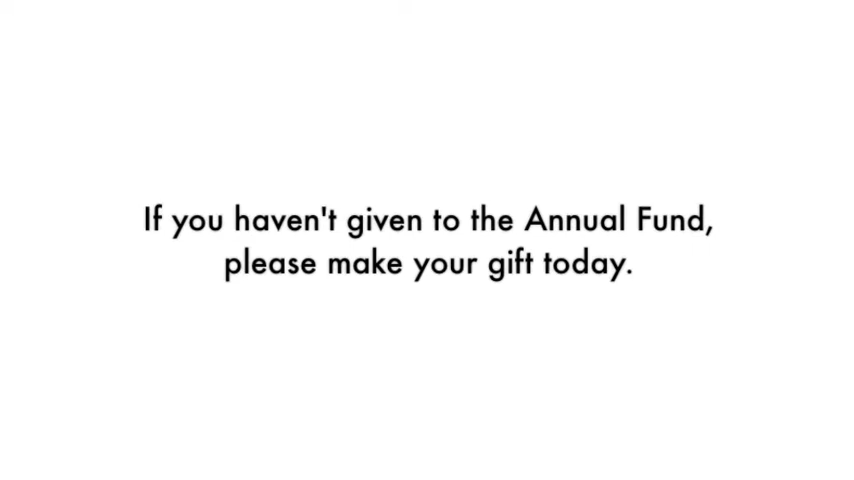 If you haven't given to the Annual Fund,
please make your gift today.